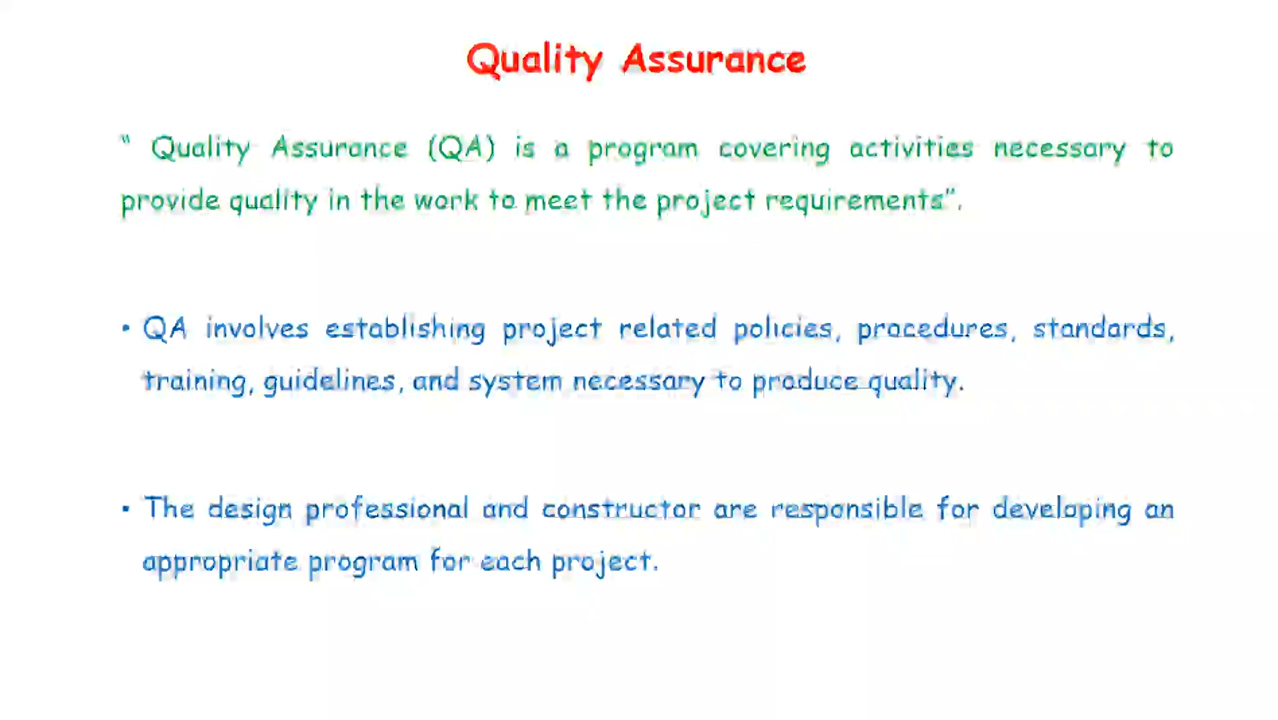 Quality Assurance
“ Quality Assurance (QA) is a program covering activities necessary to
provide quality in the work to meet the project requirements”.
• QA involves establishing project related policies, procedures, standards,
training, guidelines, and system necessary to produce quality.
• The design professional and constructor are responsible for developing an
appropriate program for each project.